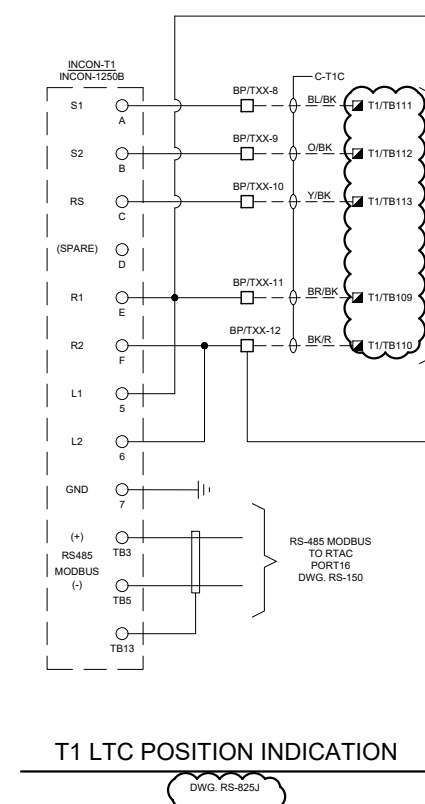 INCON-T1
INCON-1250B
C-T1C
S1 A BP/TXX-8 BL/BK T1/TB111
S2 B BP/TXX-9 O/BK T1/TB112
RS C BP/TXX-10 Y/BK T1/TB113
(SPARE) D
R1 E BP/TXX-11 BR/BK T1/TB109
R2 F BP/TXX-12 BK/R T1/TB110
L1 5
L2 6
GND 7
(+) TB3
RS485
MODBUS
(-) TB5
TB13
RS-485 MODBUS
TO RTAC
PORT16
DWG. RS-150
T1 LTC POSITION INDICATION
DWG. RS-825J